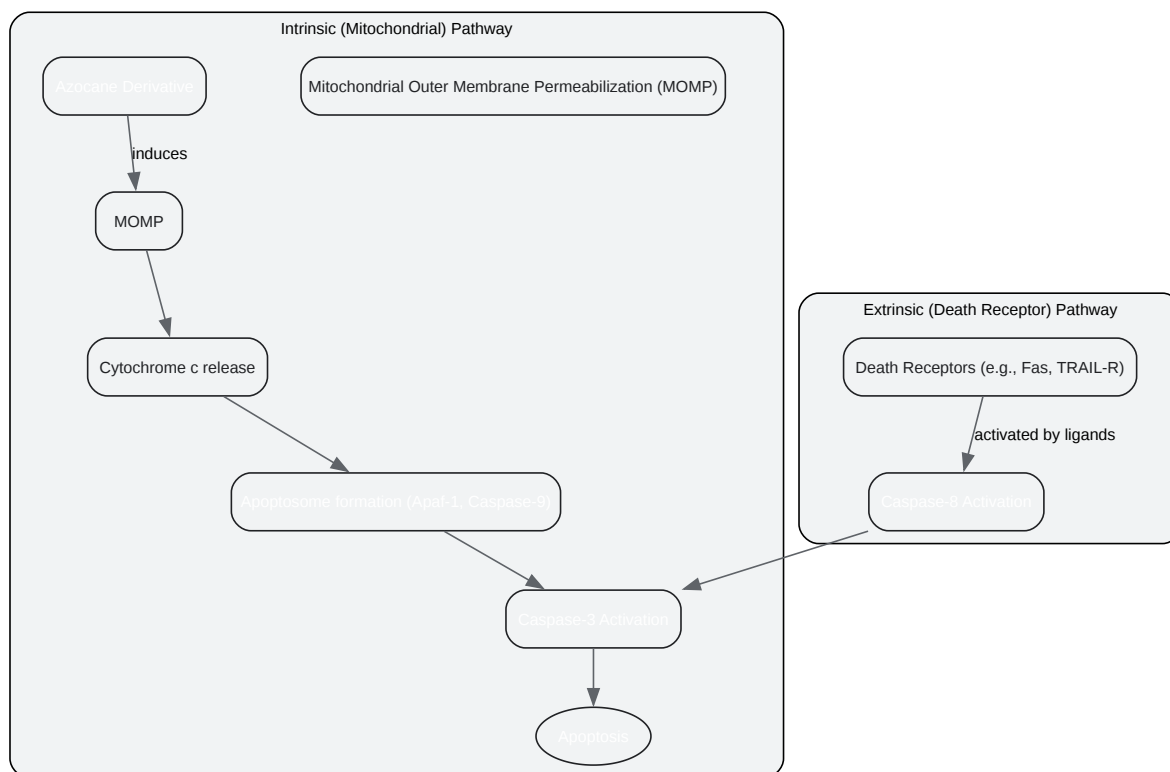 Intrinsic (Mitochondrial) Pathway
Azocane Derivative
Mitochondrial Outer Membrane Permeabilization (MOMP)
induces
MOMP
Cytochrome c release
Apoptosome formation (Apaf-1, Caspase-9)
Caspase-3 Activation
Apoptosis
Extrinsic (Death Receptor) Pathway
Death Receptors (e.g., Fas, TRAIL-R)
activated by ligands
Caspase-8 Activation